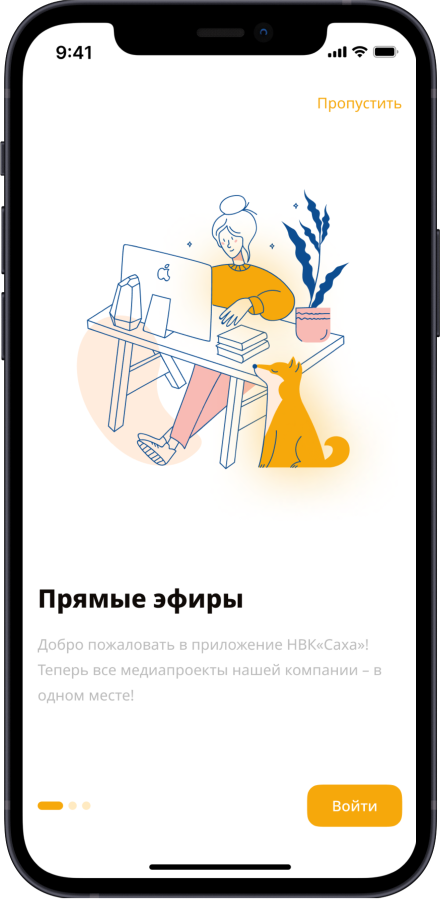 9:41
Пропустить
Прямые эфиры
Добро пожаловать в приложение НВК«Саха»!
Теперь все медиапроекты нашей компании – в
одном месте!
Войти